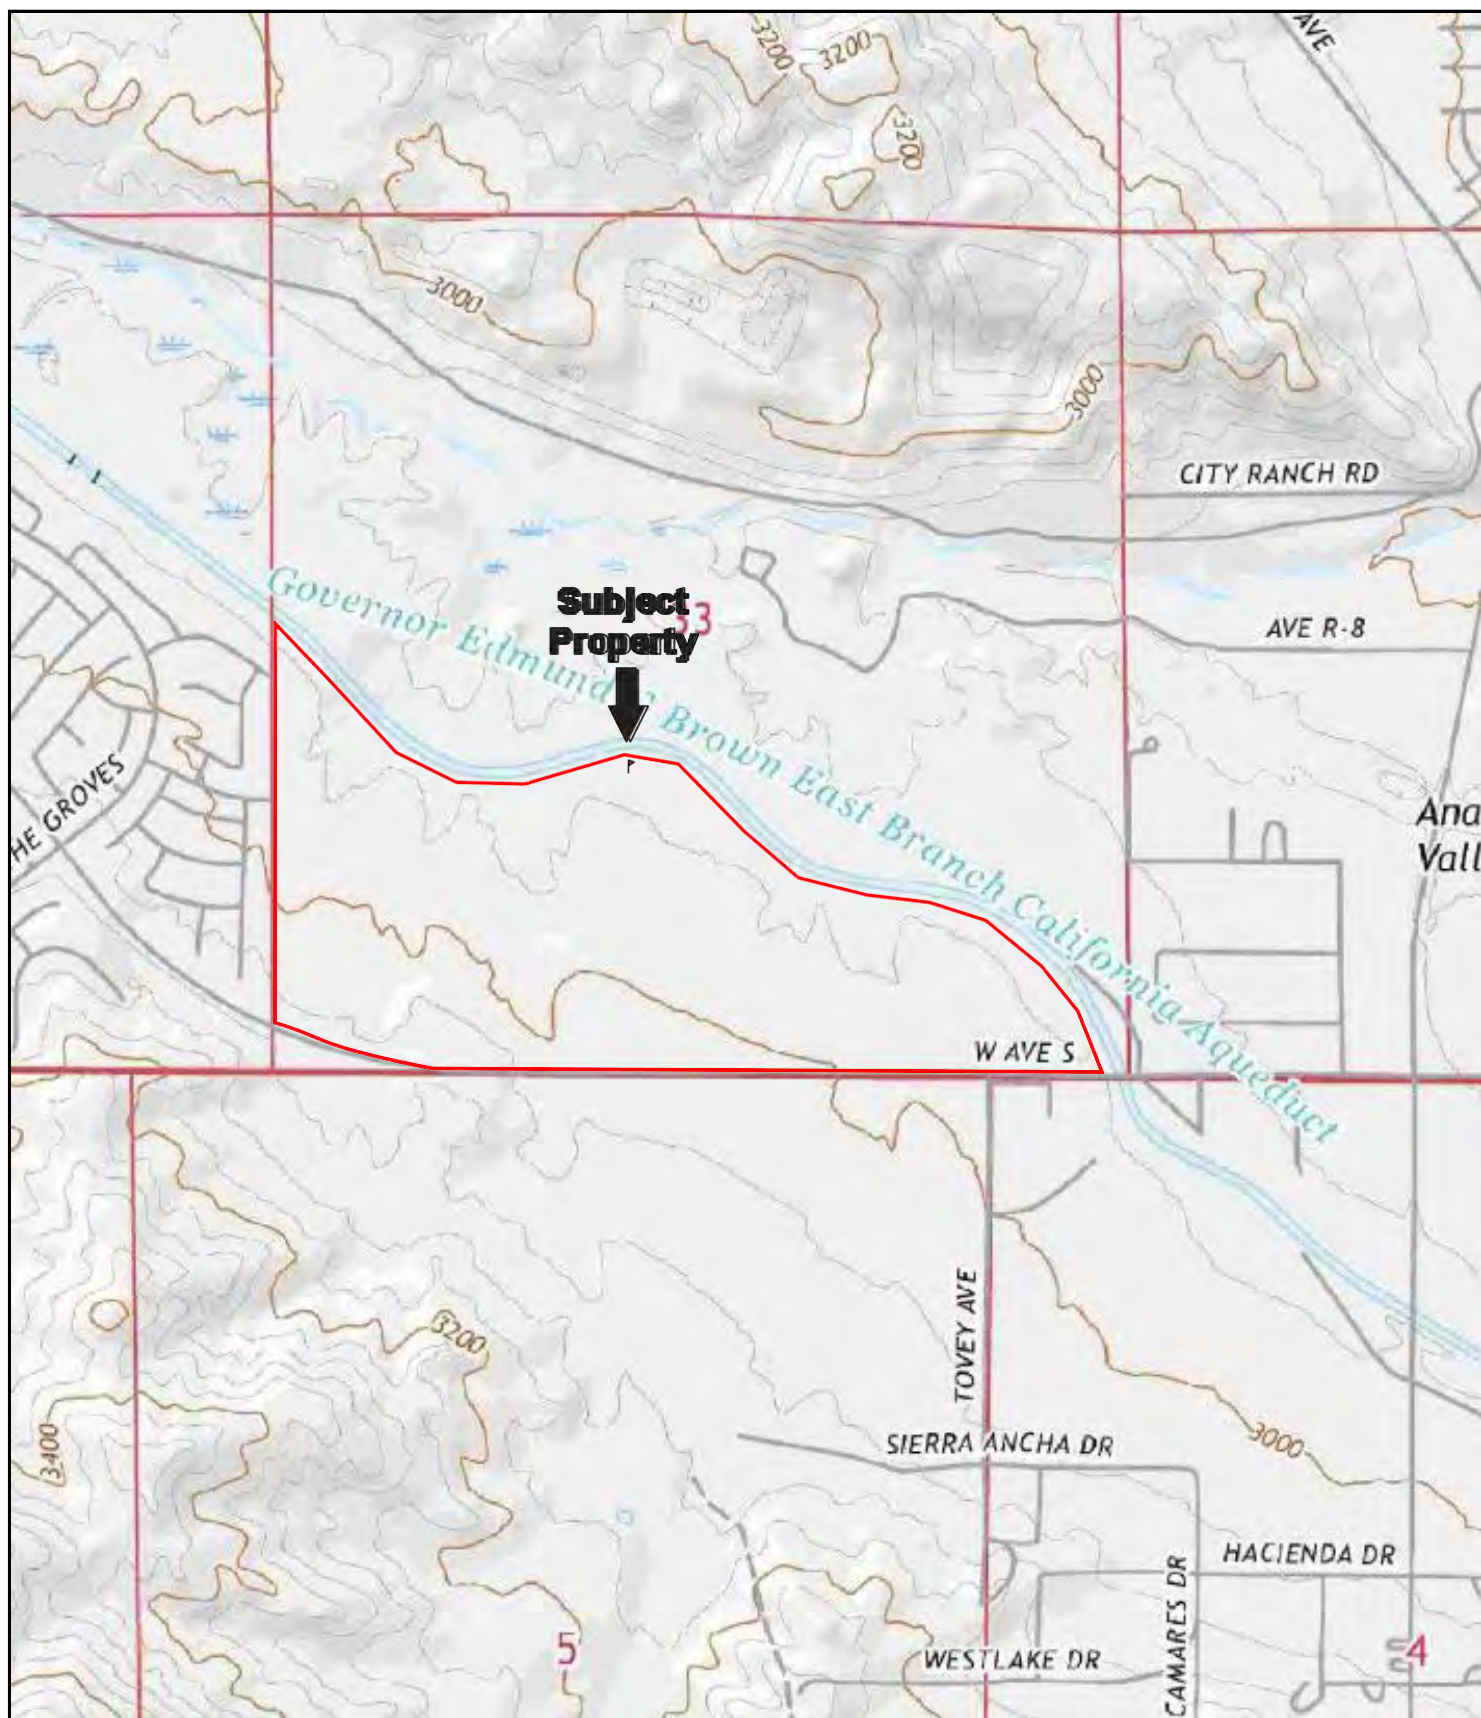 AVE
3200
3200
3200
3000
3000
CITY RANCH RD
Governor Edmund G Brown East Branch California Aqueduct
Subject
Property
33
AVE R-8
HE GROVES
Ana
Vall
W AVE S
TOVEY AVE
3200
3400
SIERRA ANCHA DR
3000
HACIENDA DR
CAMARES DR
WESTLAKE DR
5
4